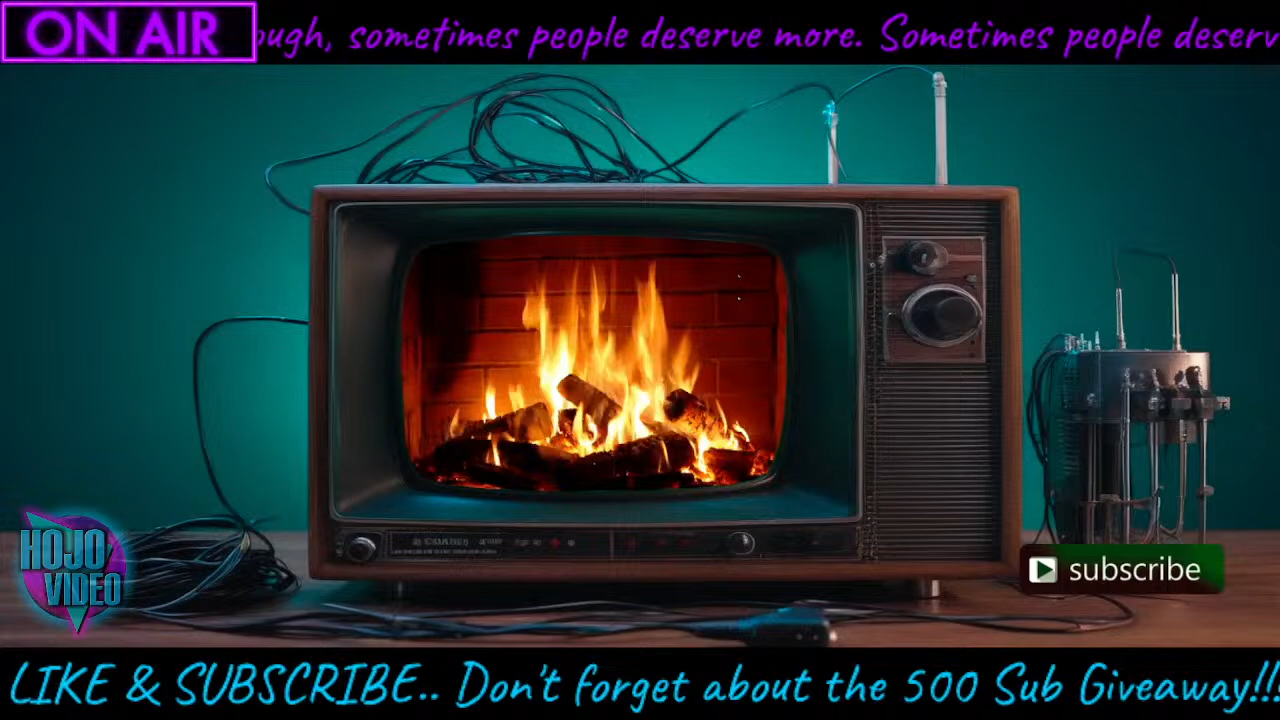 ON AIR
ough, sometimes people deserve more. Sometimes people deserv
HOJO
VIDEO
subscribe
LIKE & SUBSCRIBE.. Don't forget about the 500 Sub Giveaway!!!